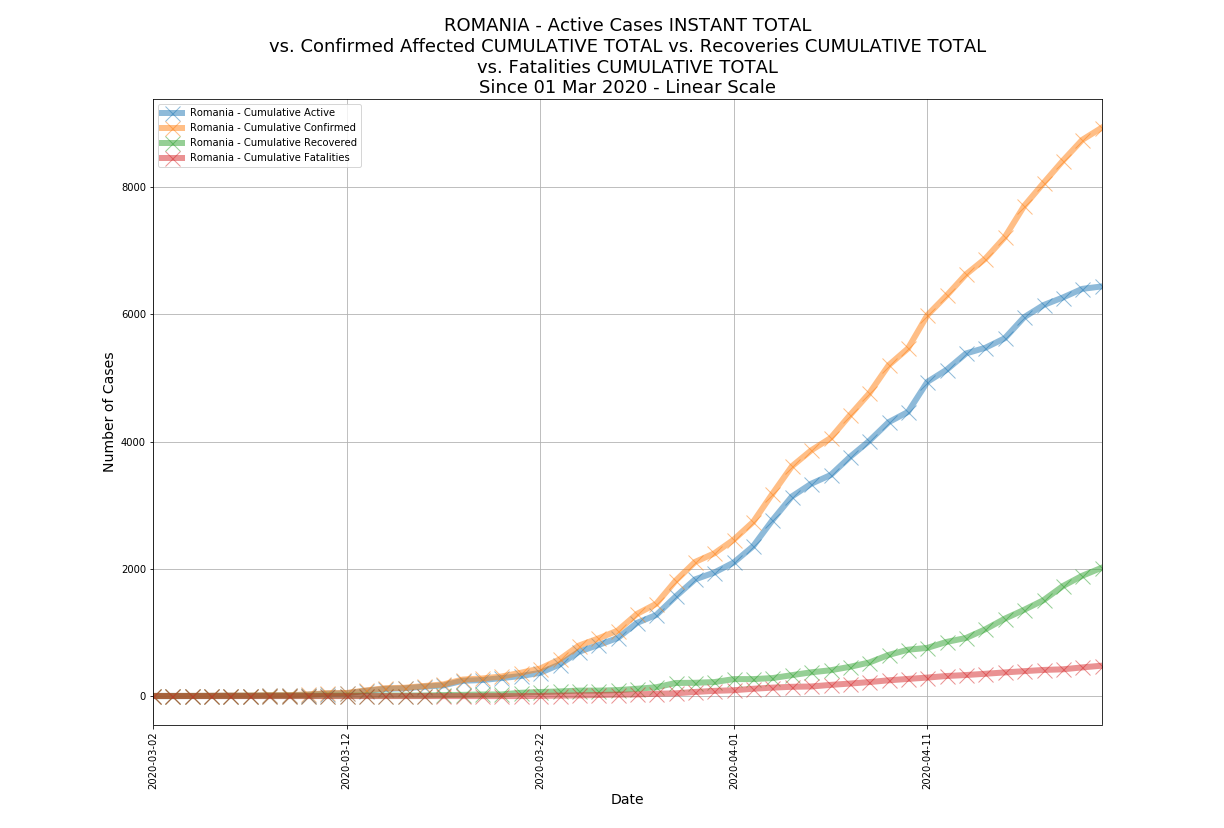 ROMANIA - Active Cases INSTANT TOTAL
vs. Confirmed Affected CUMULATIVE TOTAL vs. Recoveries CUMULATIVE TOTAL
vs. Fatalities CUMULATIVE TOTAL
Since 01 Mar 2020 - Linear Scale
Romania - Cumulative Active
Romania - Cumulative Confirmed
Romania - Cumulative Recovered
Romania - Cumulative Fatalities
Number of Cases
8000
6000
4000
2000
0
2020-03-02
2020-03-12
2020-03-22
2020-04-01
2020-04-11
Date